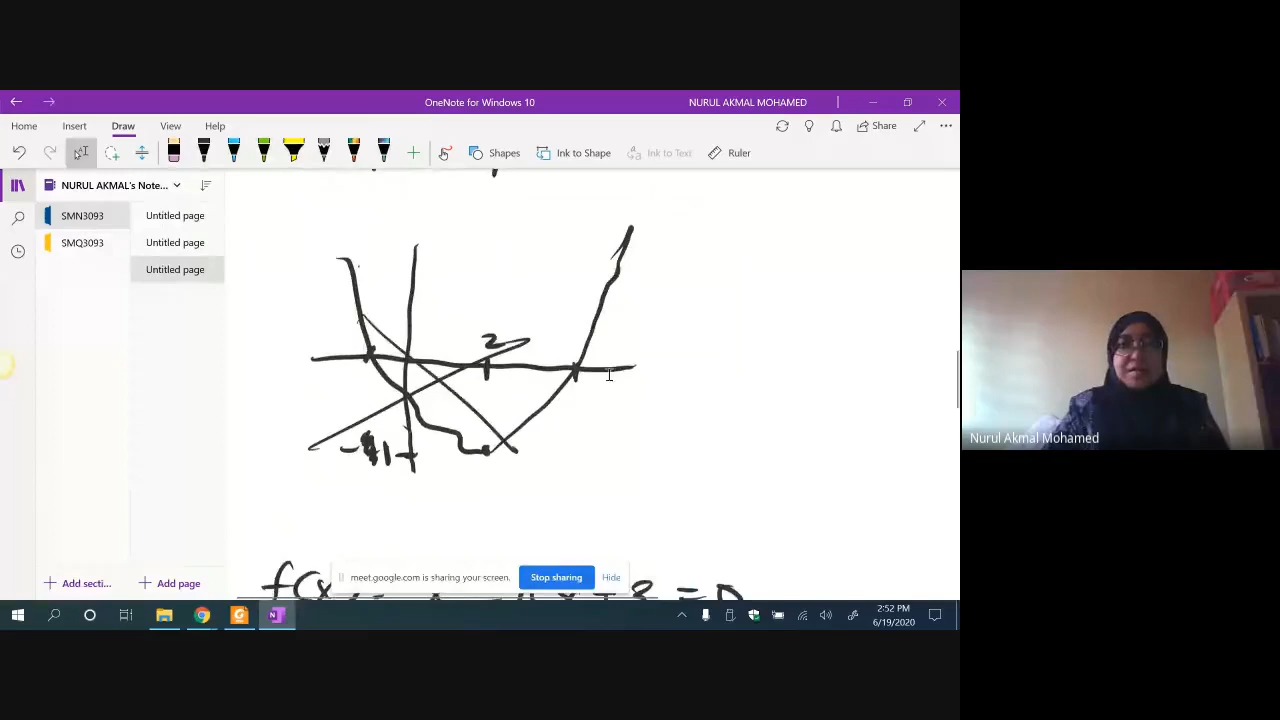 OneNote for Windows 10
NURUL AKMAL MOHAMED
Home Insert Draw View Help
Share
Shapes Ink to Shape Ink to Text Ruler
NURUL AKMAL's Note...
SMN3093
SMQ3093
Untitled page
Untitled page
Untitled page
2
Nurul Akmal Mohamed
Add secti... Add page
meet.google.com is sharing your screen. Stop sharing Hide
= 0
2:52 PM
6/19/2020